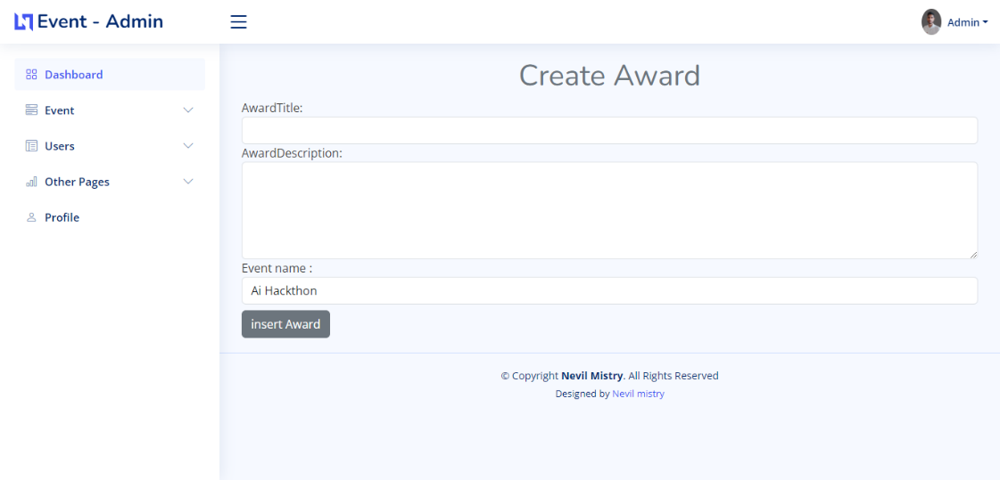 Event - Admin
Admin
Dashboard
Event
Users
Other Pages
Profile
Create Award
AwardTitle:
AwardDescription:
Event name :
Ai Hackthon
insert Award
© Copyright Nevil Mistry. All Rights Reserved
Designed by Nevil mistry